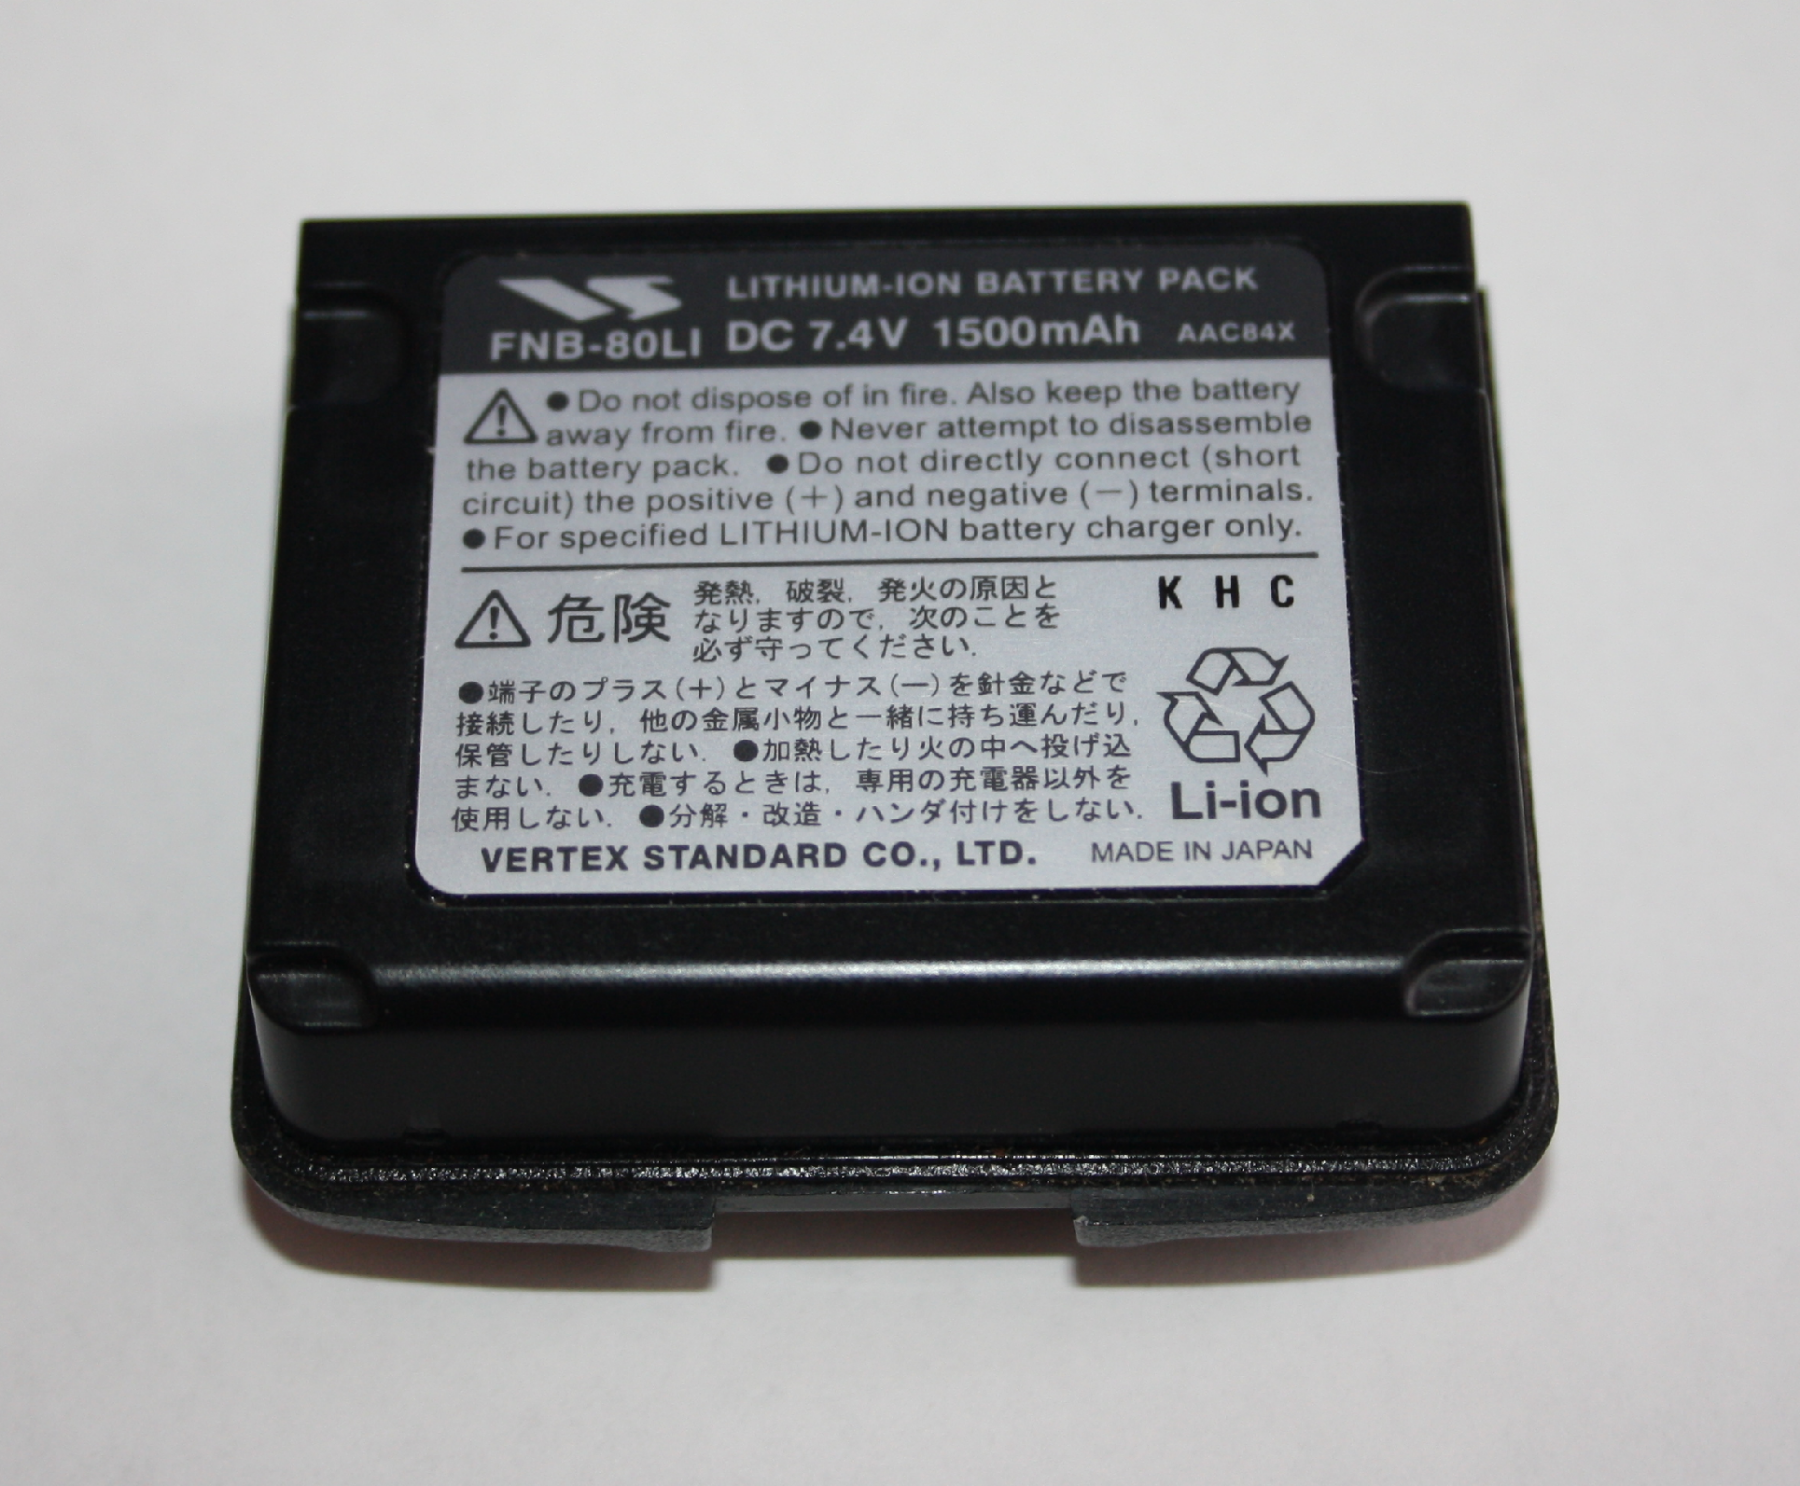 VS LITHIUM-ION BATTERY PACK
FNB-80LI DC 7.4V 1500mAh AAC84X
●Do not dispose of in fire. Also keep the battery
away from fire. ●Never attempt to disassemble
the battery pack. ●Do not directly connect (short
circuit) the positive (+) and negative (−) terminals.
●For specified LITHIUM-ION battery charger only.
危険
発熱, 破裂, 発火の原因と
なりますので, 次のことを
必ず守ってください.
K H C
●端子のプラス(+)とマイナス(−)を針金などで
接続したり, 他の金属小物と一緒に持ち運んだり,
保管したりしない. ●加熱したり火の中へ投げ込
まない. ●充電するときは, 専用の充電器以外を
使用しない. ●分解・改造・ハンダ付けをしない.
Li-ion
VERTEX STANDARD CO., LTD. MADE IN JAPAN